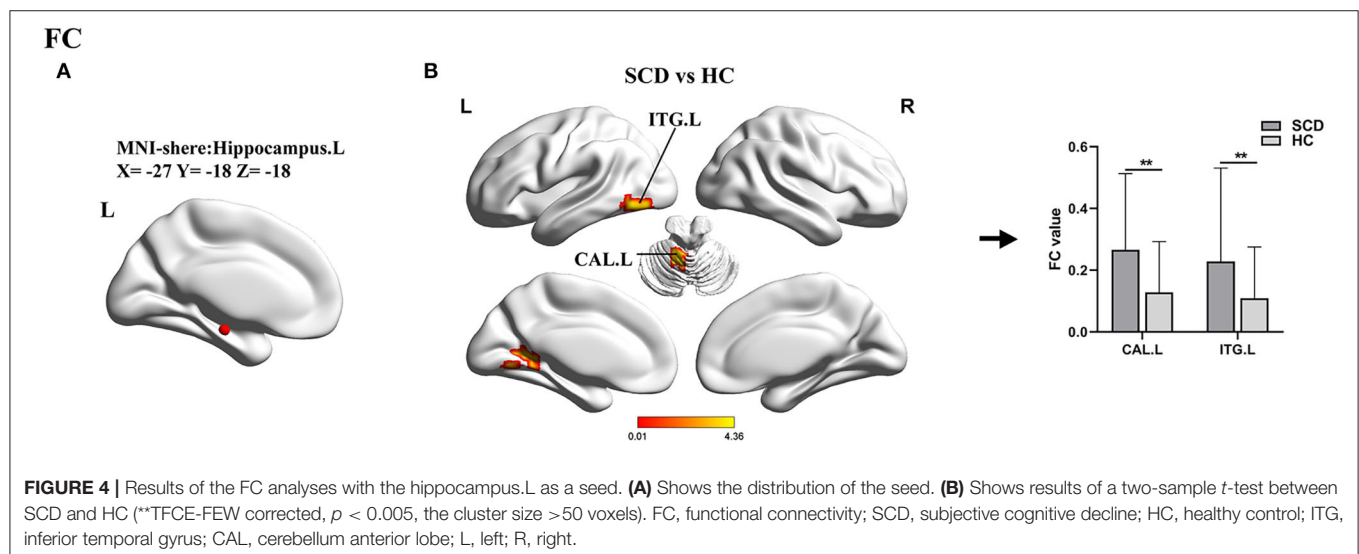 FC
A
MNI-shere:Hippocampus.L
X= -27 Y= -18 Z= -18
L
B
SCD vs HC
L
R
ITG.L
CAL.L
0.01
4.36
SCD
HC
FC value
0.6
0.4
0.2
0.0
**
**
CAL.L
ITG.L
FIGURE 4 | Results of the FC analyses with the hippocampus.L as a seed. (A) Shows the distribution of the seed. (B) Shows results of a two-sample t-test between
SCD and HC (**TFCE-FEW corrected, p < 0.005, the cluster size >50 voxels). FC, functional connectivity; SCD, subjective cognitive decline; HC, healthy control; ITG,
inferior temporal gyrus; CAL, cerebellum anterior lobe; L, left; R, right.